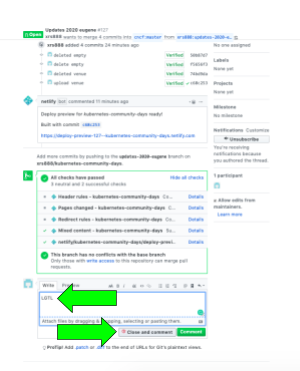 Updates-2020 eugene #127
Open
srs888 wants to merge 4 commits into cncf:master from srs888:updates-2020-e…
srs888 added 4 commits 24 minutes ago
deleted empty Verified
deleted empty Verified
deleted venue Verified
upload venue Verified
No one assigned
Labels
None yet
Projects
None yet
Milestone
No milestone
Notifications Customize
Unsubscribe
You're receiving
notifications because
you authored the thread.
1 participant
Allow edits from
maintainers.
Learn more
netlify bot commented 11 minutes ago
Deploy preview for kubernetes-community-days ready!
Built with commit
https://deploy-preview-127--kubernetes-community-days.netlify.com
Add more commits by pushing to the updates-2020-eugene branch on
srs888/kubernetes-community-days.
All checks have passed Hide all checks
3 neutral and 2 successful checks
Header rules - kubernetes-community-days Details
Pages changed - kubernetes-community-days Details
Redirect rules - kubernetes-community-days Details
Mixed content - kubernetes-community-days Details
netlify/kubernetes-community-days/deploy-previ… Details
This branch has no conflicts with the base branch
Only those with write access to this repository can merge pull
requests.
Write Preview
LGTL
Attach files by dragging & dropping, selecting or pasting them.
Close and comment Comment
ProTip! Add .patch or .diff to the end of URLs for Git's plaintext views.